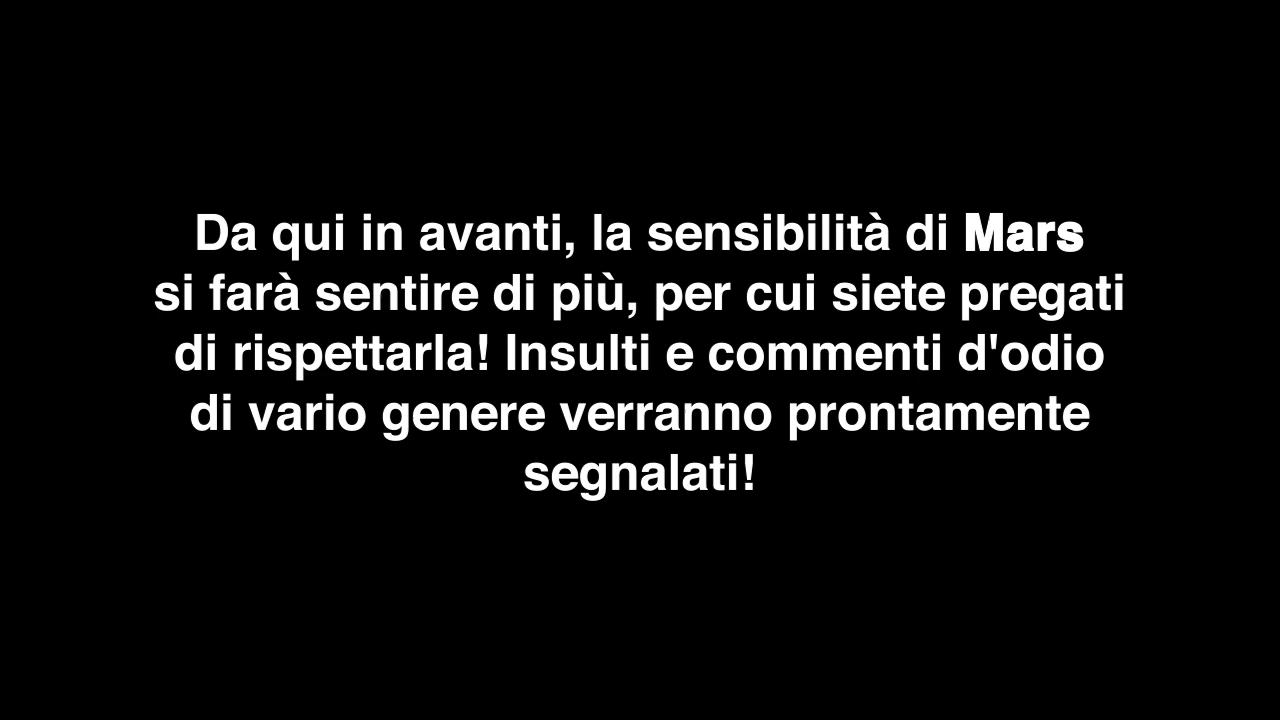 Da qui in avanti, la sensibilità di Mars
si farà sentire di più, per cui siete pregati
di rispettarla! Insulti e commenti d'odio
di vario genere verranno prontamente
segnalati!